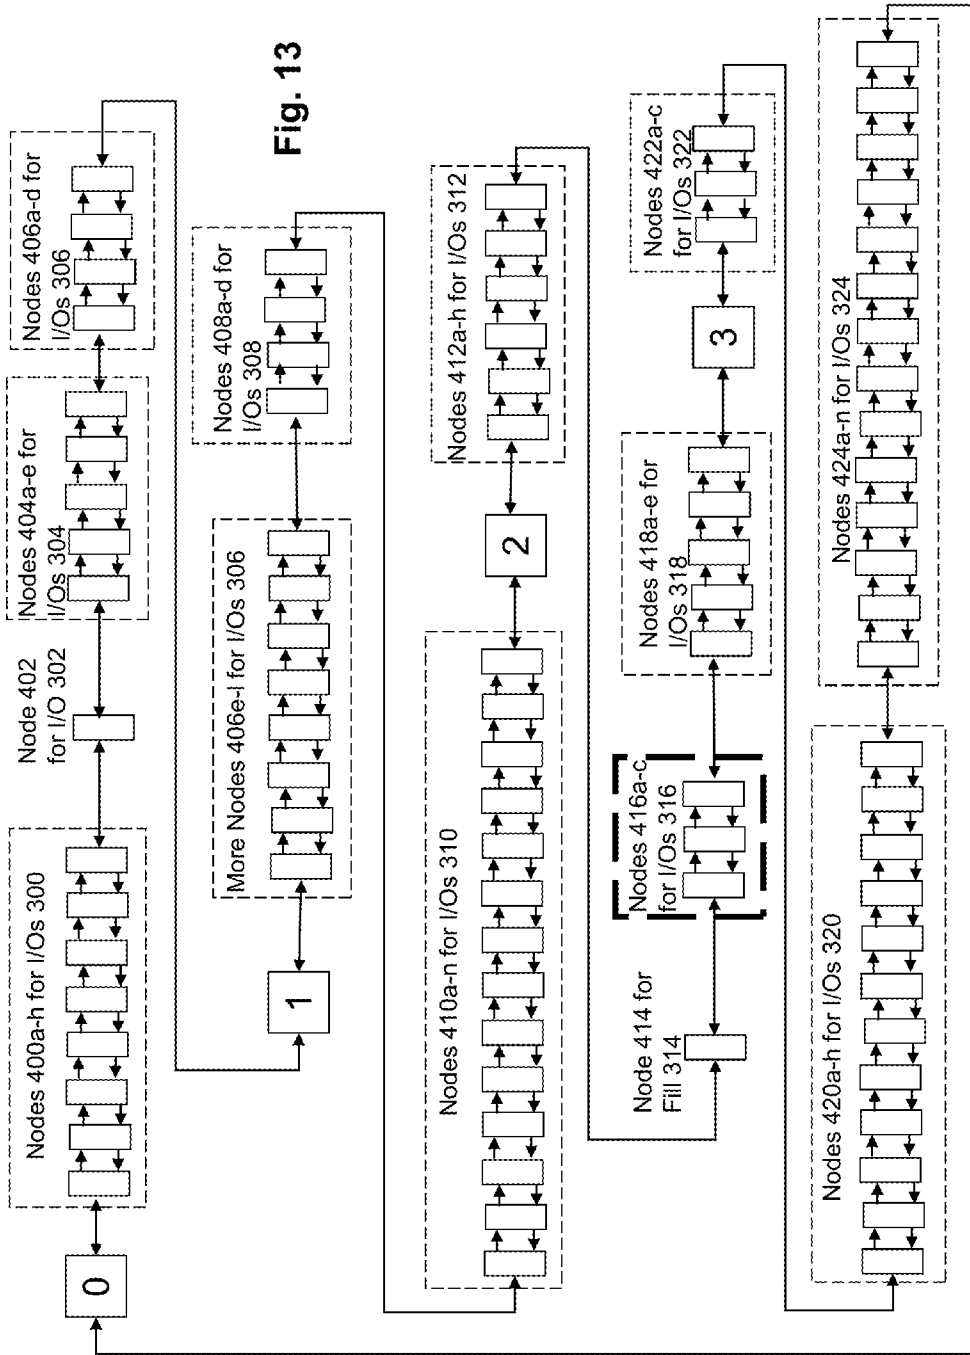 Fig. 13
0
Nodes 400a-h for I/Os 300
Node 402
for I/O 302
Nodes 404a-e for
I/Os 304
Nodes 406a-d for
I/Os 306
1
More Nodes 406e-l for I/Os 306
Nodes 408a-d for
I/Os 308
Nodes 410a-n for I/Os 310
2
Nodes 412a-h for I/Os 312
Node 414 for
Fill 314
Nodes 416a-c
for I/Os 316
Nodes 418a-e for
I/Os 318
3
Nodes 422a-c
for I/Os 322
Nodes 420a-h for I/Os 320
Nodes 424a-n for I/Os 324